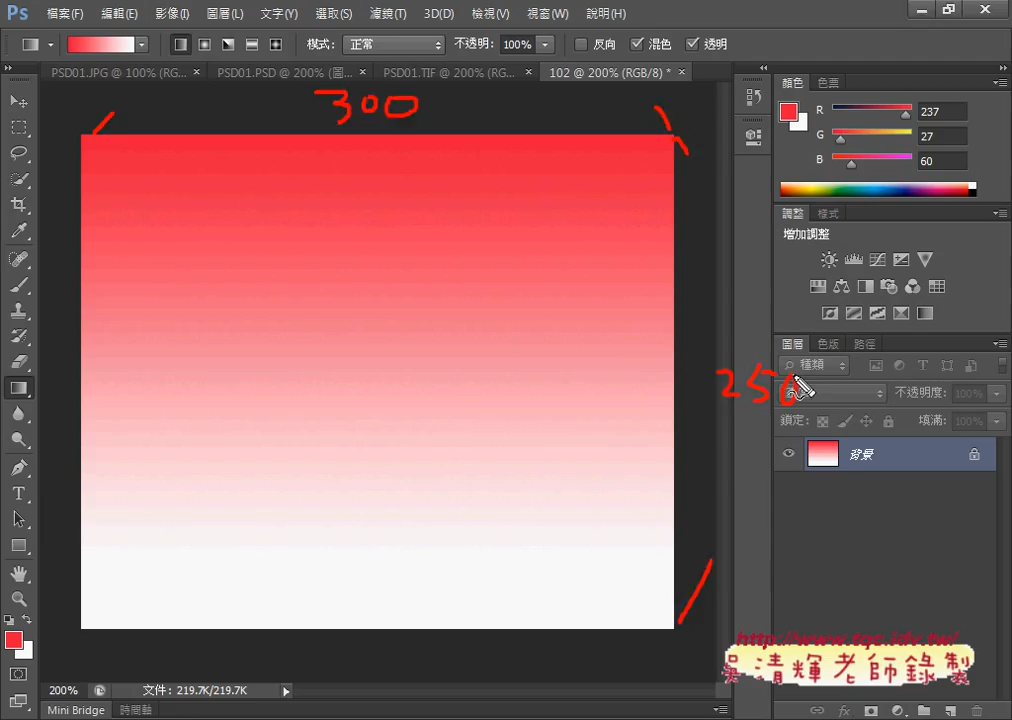 Ps 檔案(F) 編輯(E) 影像(I) 圖層(L) 文字(Y) 選取(S) 濾鏡(T) 3D(D) 檢視(V) 視窗(W) 說明(H)
模式: 正常 不透明: 100% 反向 混色 透明
PSD01.JPG @ 100% (RG... × PSD01.PSD @ 200% (圖... × PSD01.TIF @ 200% (RG... × 102 @ 200% (RGB/8) * ×
300
顏色 色票
R 237
G 27
B 60
調整 樣式
增加調整
圖層 色版 路徑
種類
250
不透明度: 100%
鎖定: 填滿: 100%
背景
T
http://www.tqc.idv.tw/
吳清輝老師錄製
200% 文件: 219.7K/219.7K
Mini Bridge 時間軸
fx